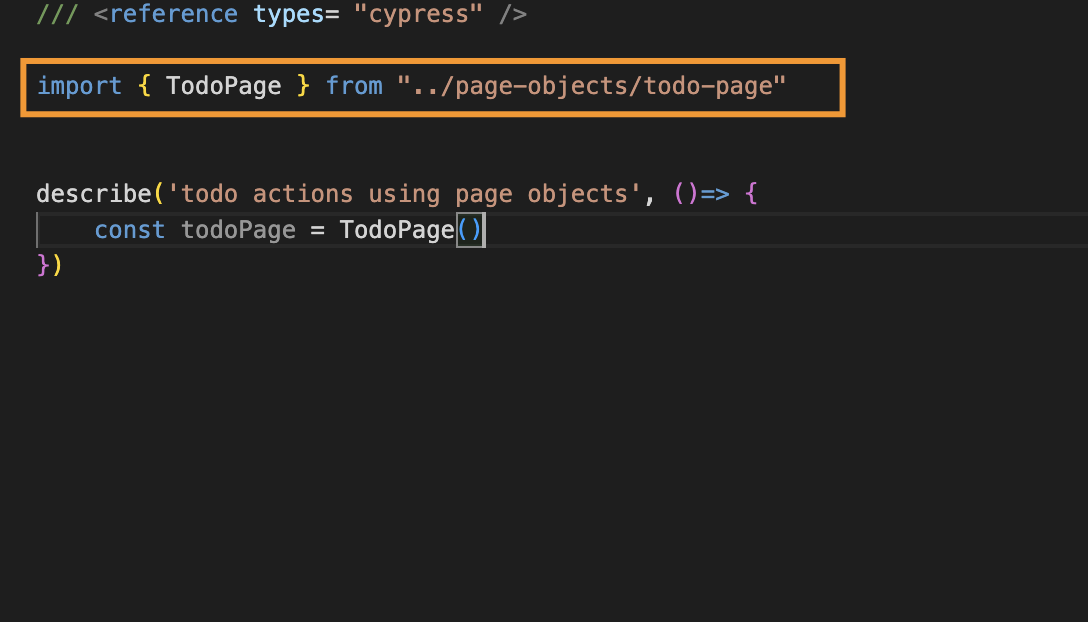 /// <reference types= "cypress" />
import { TodoPage } from "../page-objects/todo-page"
describe('todo actions using page objects', ()=> {
    const todoPage = TodoPage()
})